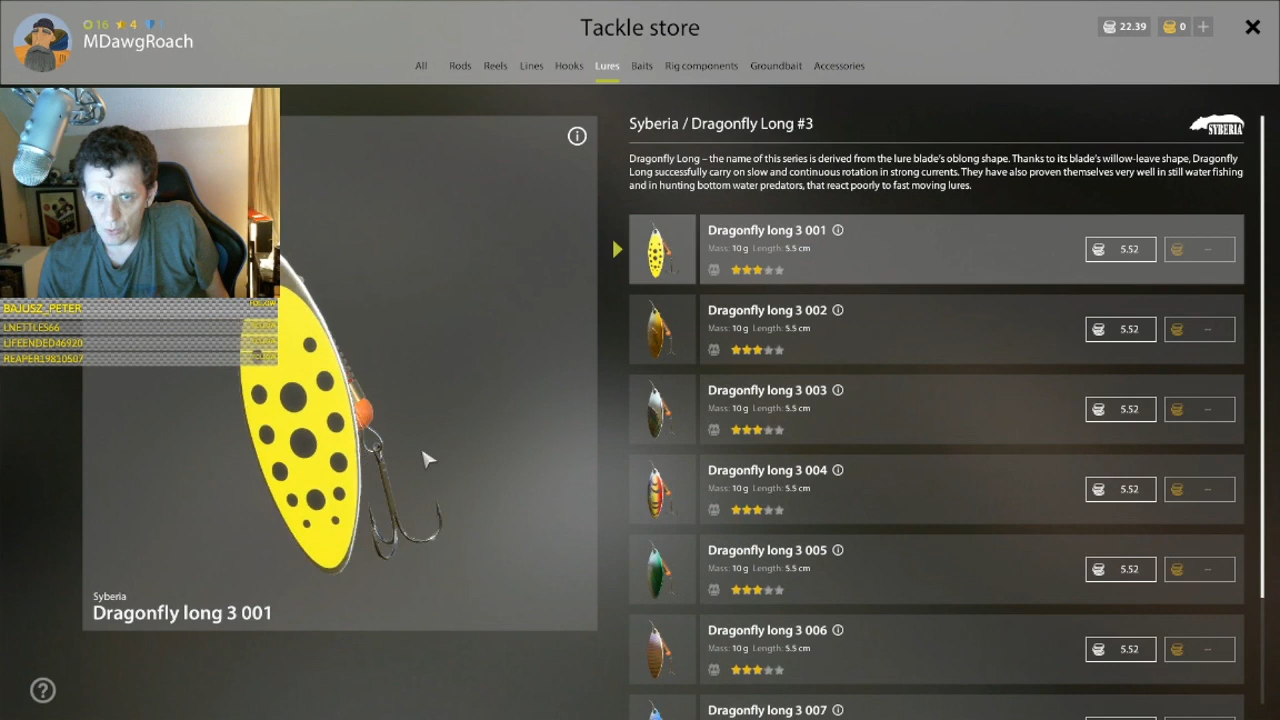 16 4 1
MDawgRoach
Tackle store
22.39
0
All Rods Reels Lines Hooks Lures Baits Rig components Groundbait Accessories
BAJUSZ_PETER
LNETTLES66
LIFEENDED46920
REAPER19810507
Syberia
Dragonfly long 3 001
Syberia / Dragonfly Long #3
SYBERIA
Dragonfly Long – the name of this series is derived from the lure blade's oblong shape. Thanks to its blade's willow-leave shape, Dragonfly
Long successfully carry on slow and continuous rotation in strong currents. They have also proven themselves very well in still water fishing
and in hunting bottom water predators, that react poorly to fast moving lures.
Dragonfly long 3 001
Mass: 10 g Length: 5.5 cm
5.52 --
Dragonfly long 3 002
Mass: 10 g Length: 5.5 cm
5.52 --
Dragonfly long 3 003
Mass: 10 g Length: 5.5 cm
5.52 --
Dragonfly long 3 004
Mass: 10 g Length: 5.5 cm
5.52 --
Dragonfly long 3 005
Mass: 10 g Length: 5.5 cm
5.52 --
Dragonfly long 3 006
Mass: 10 g Length: 5.5 cm
5.52 --
Dragonfly long 3 007